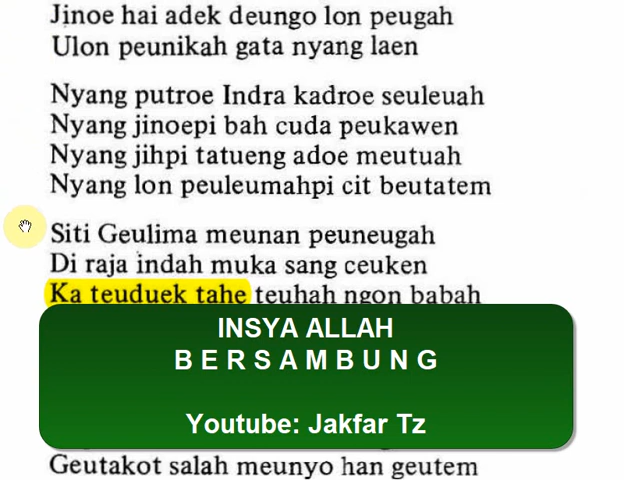 Jinoe hai adek deungo lon peugah
Ulon peunikah gata nyang laen
Nyang putroe Indra kadroe seuleuah
Nyang jinoepi bah cuda peukawen
Nyang jihpi tatueng adoe meutuah
Nyang lon peuleumahpi cit beutatem
Siti Geulima meunan peuneugah
Di raja indah muka sang ceuken
Ka teuduek tahe teuhah ngon babah
INSYA ALLAH
B E R S A M B U N G
Youtube: Jakfar Tz
Geutakot salah meunyo han geutem